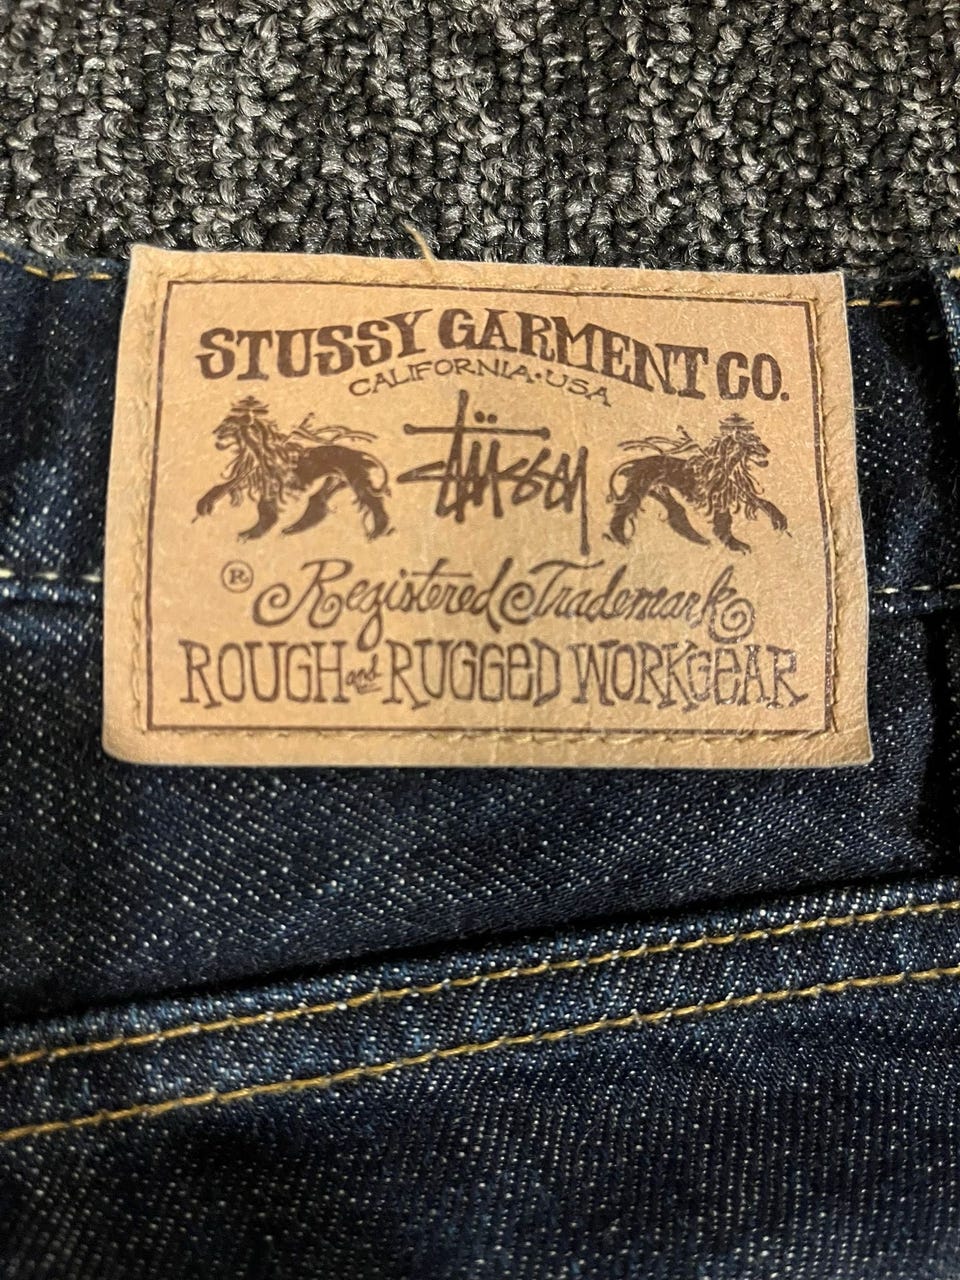 STUSSY GARMENT CO.
CALIFORNIA•USA
Stüssy
® Registered Trademark
ROUGH and RUGGED WORKGEAR